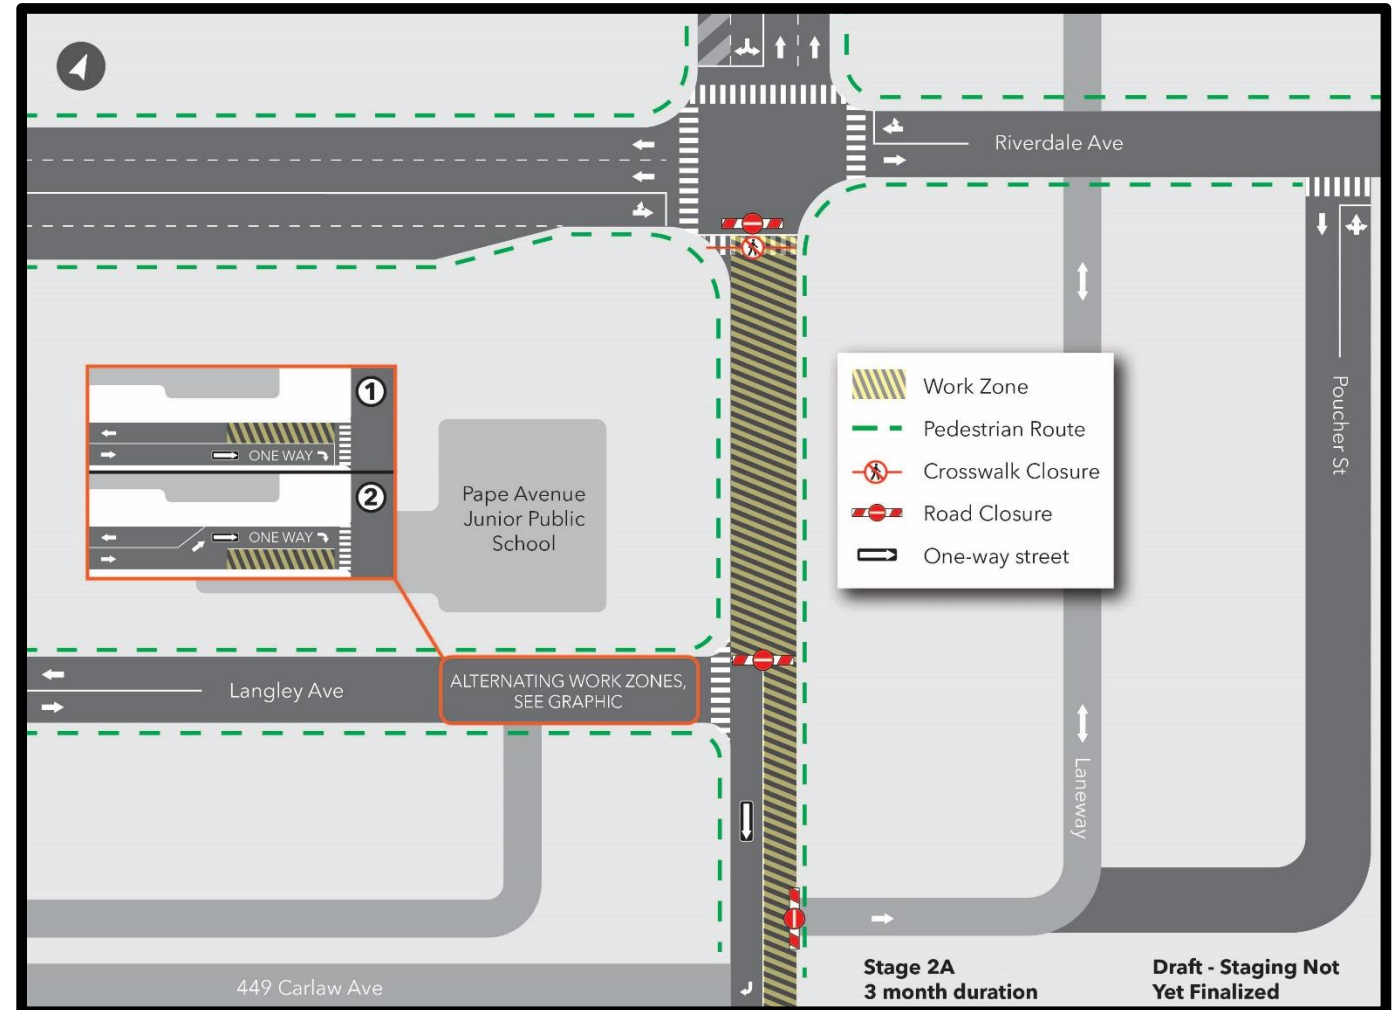 Riverdale Ave
Poucher St
Work Zone
Pedestrian Route
Crosswalk Closure
Road Closure
One-way street
1
ONE WAY
2
ONE WAY
Pape Avenue
Junior Public
School
Langley Ave
ALTERNATING WORK ZONES,
SEE GRAPHIC
Laneway
449 Carlaw Ave
Stage 2A
3 month duration
Draft - Staging Not
Yet Finalized